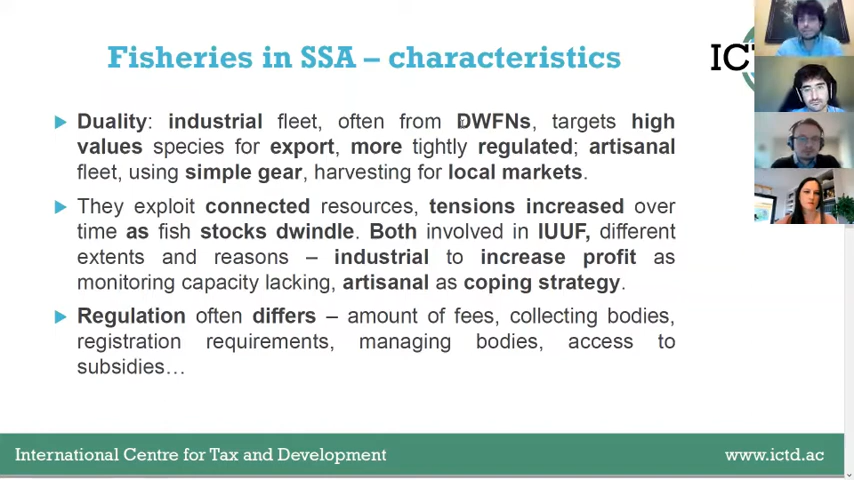 Fisheries in SSA – characteristics
IC
Duality: industrial fleet, often from DWFNs, targets high
values species for export, more tightly regulated; artisanal
fleet, using simple gear, harvesting for local markets.
They exploit connected resources, tensions increased over
time as fish stocks dwindle. Both involved in IUUF, different
extents and reasons – industrial to increase profit as
monitoring capacity lacking, artisanal as coping strategy.
Regulation often differs – amount of fees, collecting bodies,
registration requirements, managing bodies, access to
subsidies…
International Centre for Tax and Development
www.ictd.ac